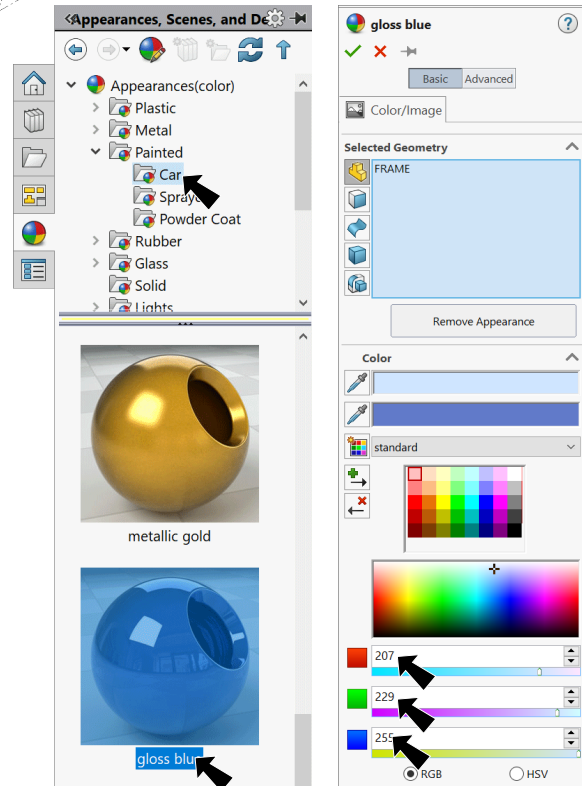 Appearances, Scenes, and De
Appearances(color)
Plastic
Metal
Painted
Car
Spray
Powder Coat
Rubber
Glass
Solid
Lights
metallic gold
gloss blue
gloss blue
?
Basic
Advanced
Color/Image
Selected Geometry
FRAME
Remove Appearance
Color
standard
207
229
255
RGB
HSV